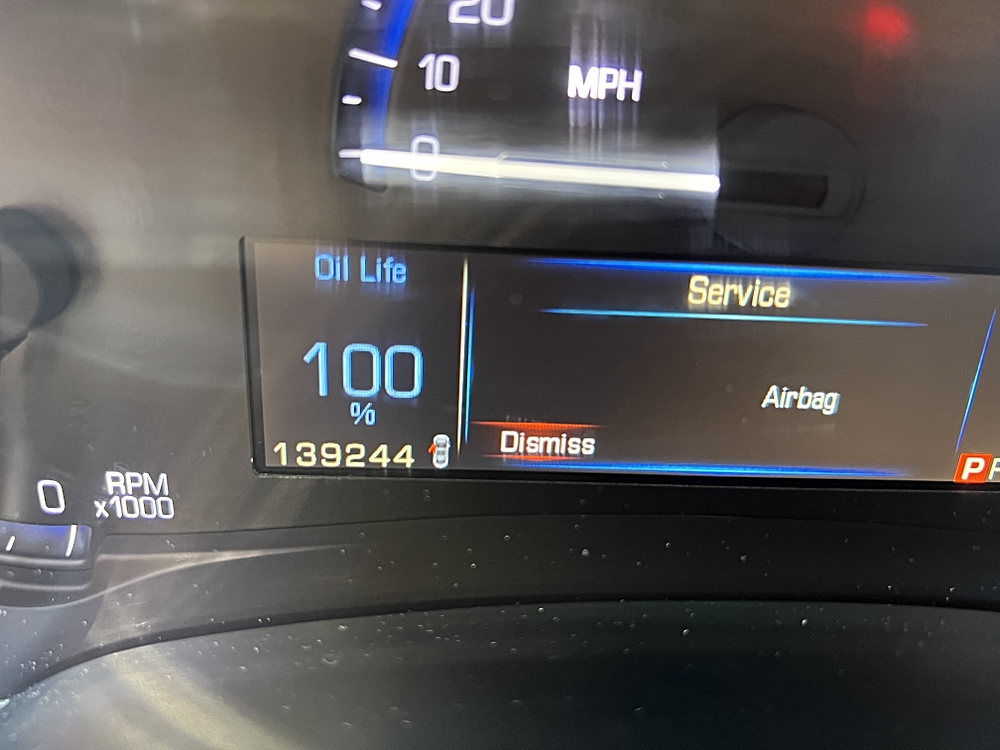 20
10
MPH
0
Oil Life
Service
100
%
Airbag
Dismiss
139244
P
0
RPM
x1000